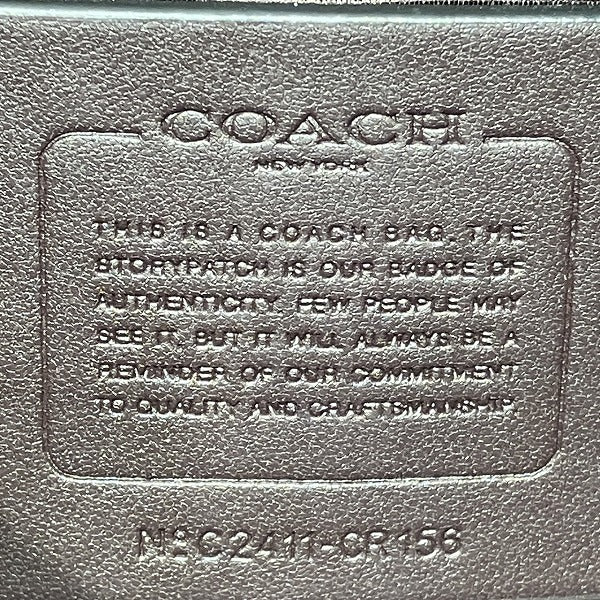 COACH
NEW YORK
THIS IS A COACH BAG. THE
STORYPATCH IS OUR BADGE OF
AUTHENTICITY. FEW PEOPLE MAY
SEE IT, BUT IT WILL ALWAYS BE A
REMINDER OF OUR COMMITMENT
TO QUALITY AND CRAFTSMANSHIP.
N8C2411-CR156